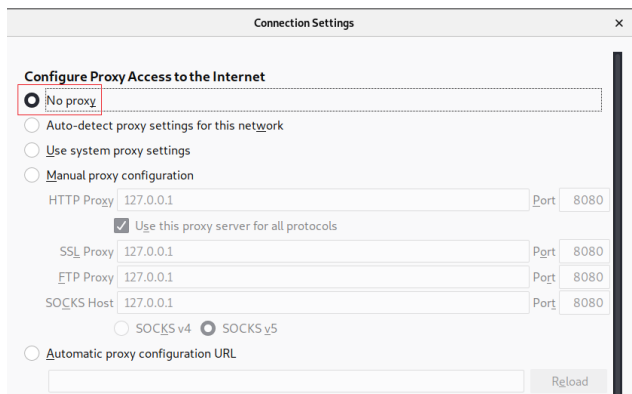 Connection Settings ×
Configure Proxy Access to the Internet
No proxy
Auto-detect proxy settings for this network
Use system proxy settings
Manual proxy configuration
HTTP Proxy 127.0.0.1 Port 8080
Use this proxy server for all protocols
SSL Proxy 127.0.0.1 Port 8080
FTP Proxy 127.0.0.1 Port 8080
SOCKS Host 127.0.0.1 Port 8080
SOCKS v4 SOCKS v5
Automatic proxy configuration URL
Reload